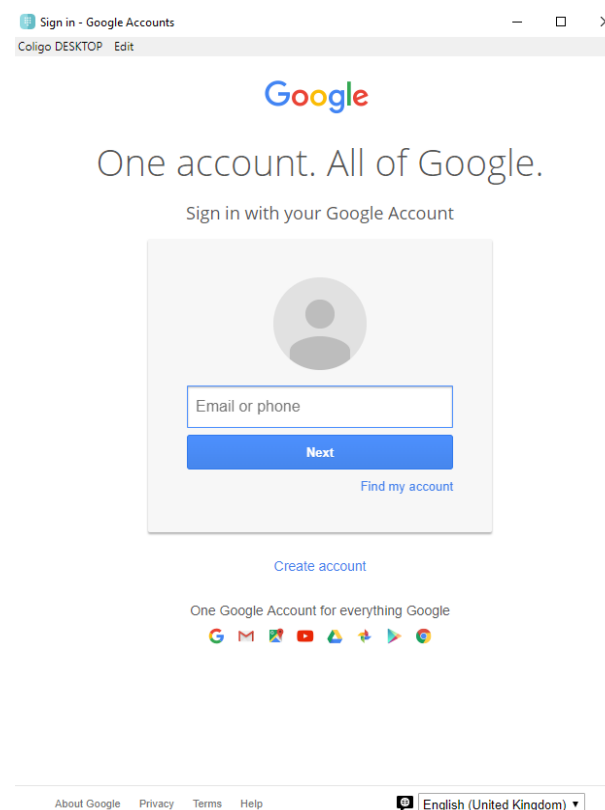 Sign in - Google Accounts
Coligo DESKTOP Edit
Google
One account. All of Google.
Sign in with your Google Account
Email or phone
Next
Find my account
Create account
One Google Account for everything Google
About Google Privacy Terms Help English (United Kingdom)